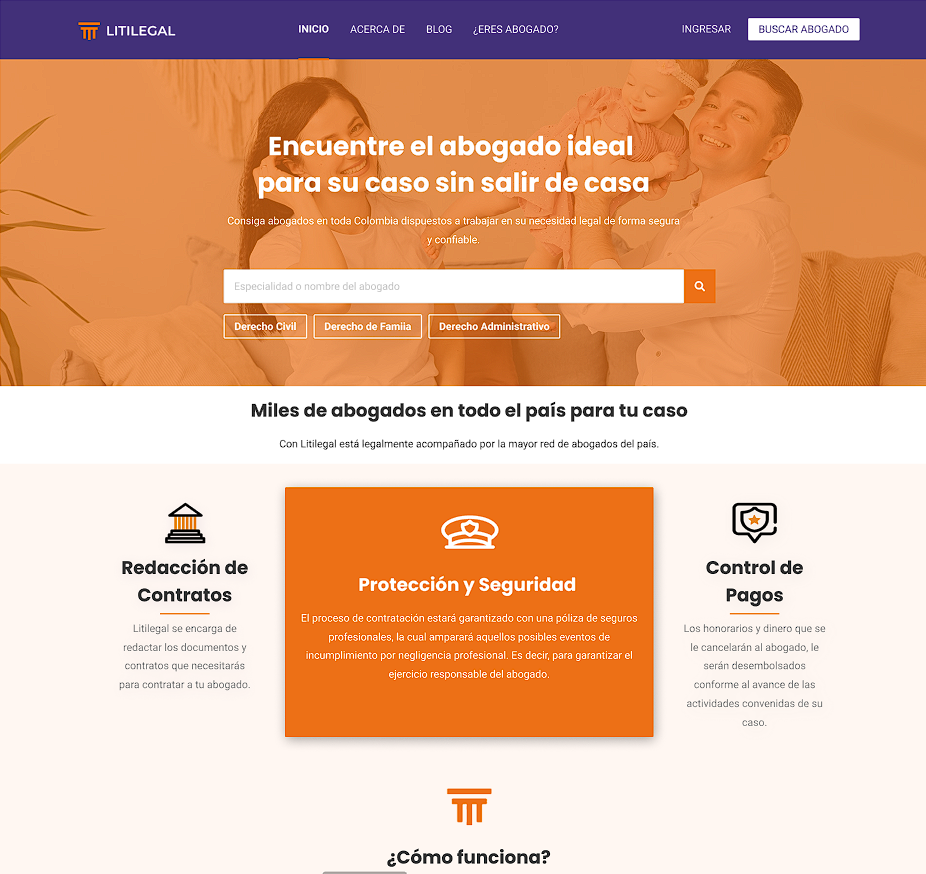 LITILEGAL
INICIO ACERCA DE BLOG ¿ERES ABOGADO? INGRESAR BUSCAR ABOGADO
Encuentre el abogado ideal
para su caso sin salir de casa
Consiga abogados en toda Colombia dispuestos a trabajar en su necesidad legal de forma segura
y confiable.
Especialidad o nombre del abogado
Derecho Civil Derecho de Famiia Derecho Administrativo
Miles de abogados en todo el país para tu caso
Con Litilegal está legalmente acompañado por la mayor red de abogados del país.
Redacción de
Contratos
Litilegal se encarga de
redactar los documentos y
contratos que necesitarás
para contratar a tu abogado.
Protección y Seguridad
El proceso de contratación estará garantizado con una póliza de seguros
profesionales, la cual amparará aquellos posibles eventos de
incumplimiento por negligencia profesional. Es decir, para garantizar el
ejercicio responsable del abogado.
Control de
Pagos
Los honorarios y dinero que se
le cancelarán al abogado, le
serán desembolsados
conforme al avance de las
actividades convenidas de su
caso.
¿Cómo funciona?